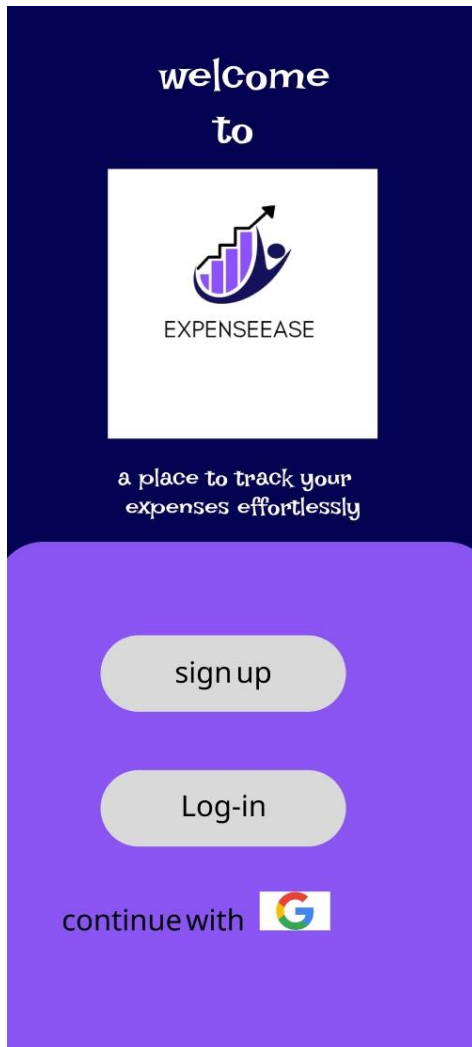 welcome
to
EXPENSEEASE
a place to track your
expenses effortlessly
sign up
Log-in
continue with G